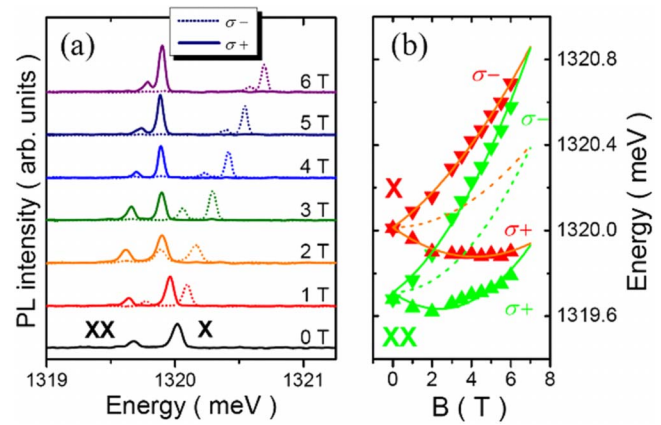 (a)
σ−
σ+
6 T
5 T
4 T
3 T
2 T
1 T
0 T
XX
X
PL intensity ( arb. units )
1319
1320
1321
Energy ( meV )
(b)
σ−
σ−
X
σ+
σ+
XX
1320.8
1320.4
1320.0
1319.6
Energy ( meV )
0
2
4
6
8
B ( T )